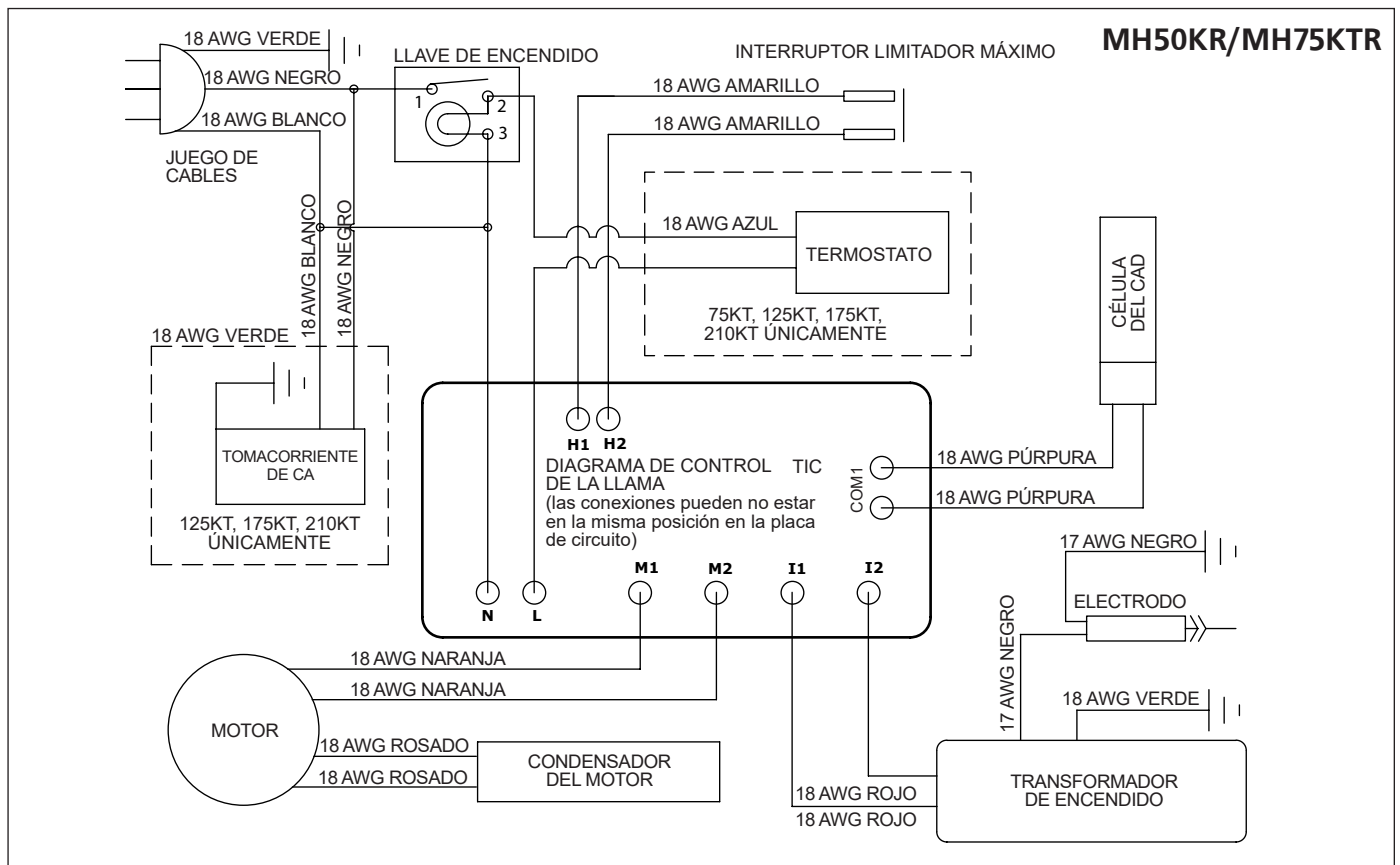 MH50KR/MH75KTR
18 AWG VERDE
LLAVE DE ENCENDIDO
INTERRUPTOR LIMITADOR MÁXIMO
18 AWG NEGRO
18 AWG AMARILLO
1
2
18 AWG BLANCO
18 AWG AMARILLO
3
JUEGO DE
CABLES
18 AWG BLANCO
18 AWG NEGRO
18 AWG AZUL
TERMOSTATO
75KT, 125KT, 175KT,
210KT ÚNICAMENTE
CÉLULA
DEL CAD
18 AWG VERDE
TOMACORRIENTE
DE CA
125KT, 175KT, 210KT
ÚNICAMENTE
H1
H2
DIAGRAMA DE CONTROL TIC
DE LA LLAMA
(las conexiones pueden no estar
en la misma posición en la placa
de circuito)
COM1
18 AWG PÚRPURA
18 AWG PÚRPURA
M1
M2
I1
I2
N
L
17 AWG NEGRO
ELECTRODO
17 AWG NEGRO
18 AWG VERDE
18 AWG NARANJA
18 AWG NARANJA
MOTOR
18 AWG ROSADO
18 AWG ROSADO
CONDENSADOR
DEL MOTOR
18 AWG ROJO
18 AWG ROJO
TRANSFORMADOR
DE ENCENDIDO